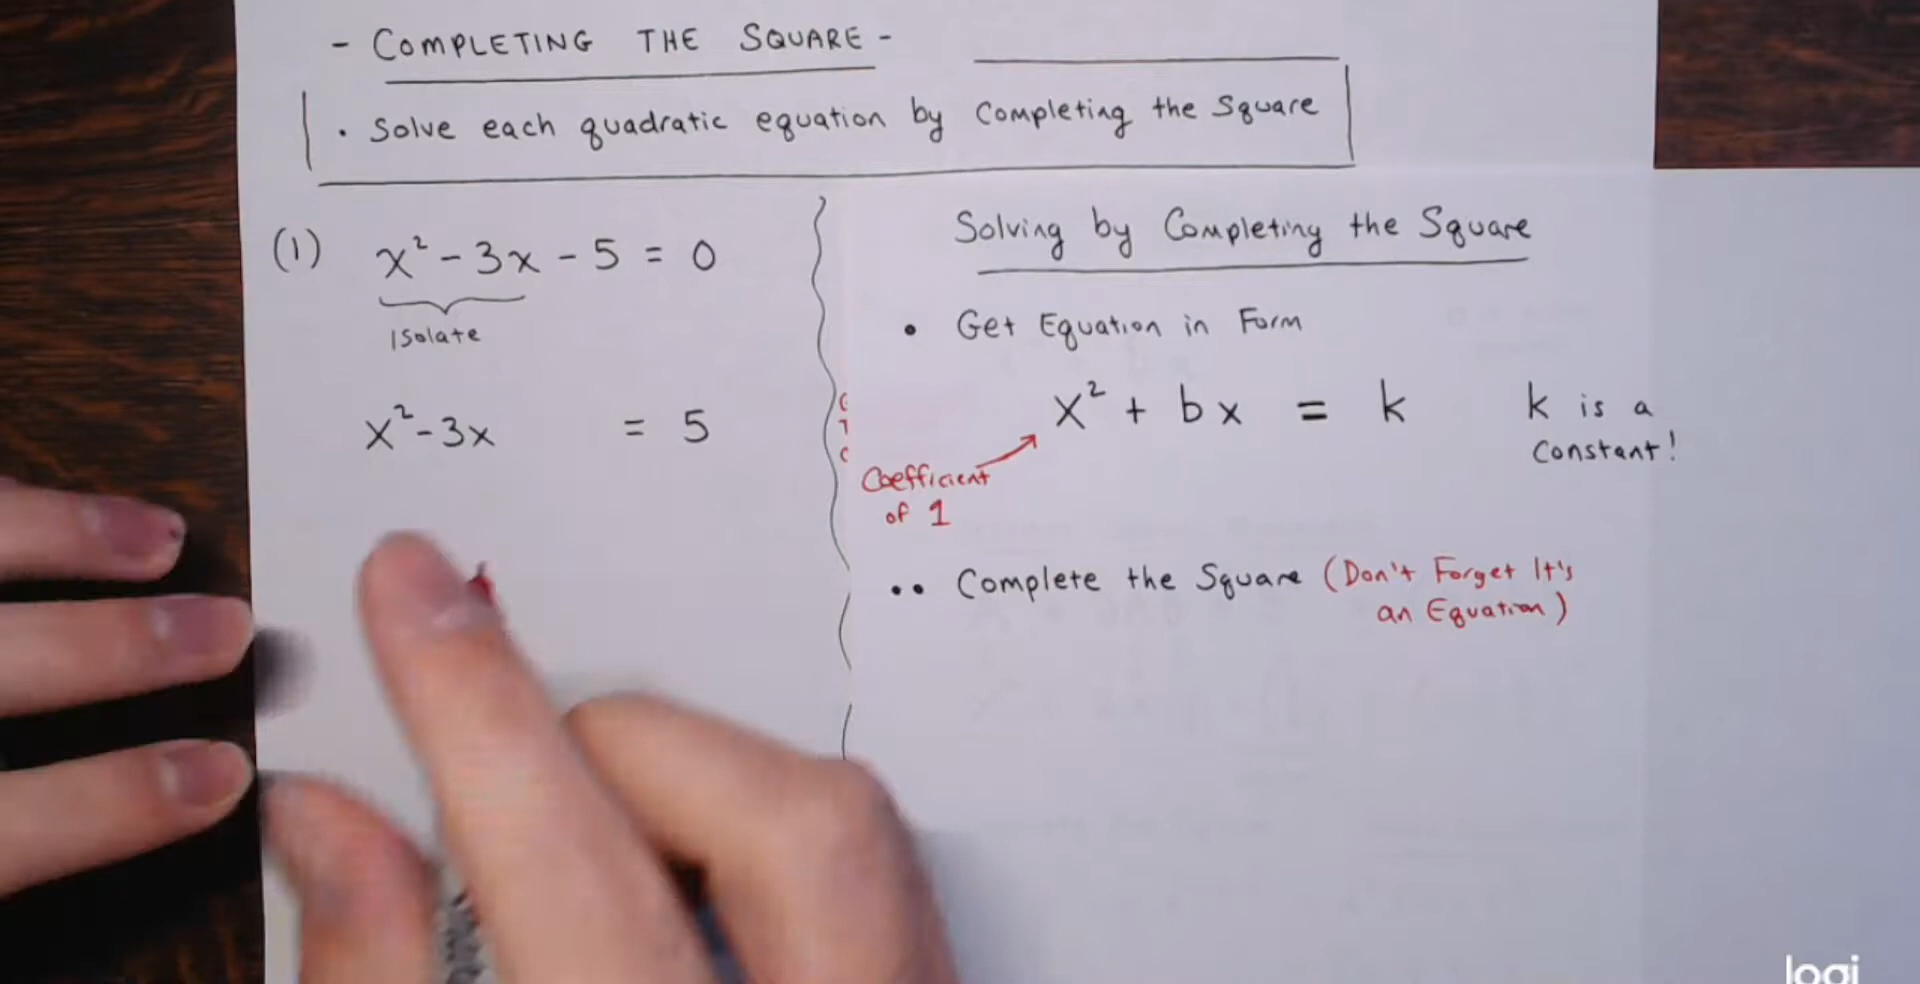 - COMPLETING THE SQUARE -
• Solve each quadratic equation by Completing the Square
(1) x² - 3x - 5 = 0
Isolate
x² - 3x = 5
Solving by Completing the Square
• Get Equation in Form
x² + bx = k k is a
Constant!
Coefficient
of 1
•• Complete the Square (Don't Forget It's
an Equation)
logi